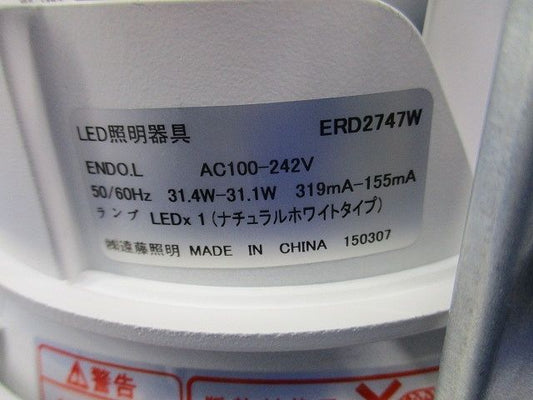 LED照明器具 ERD2747W
ENDO.L AC100-242V
50/60Hz 31.4W-31.1W 319mA-155mA
ランプ LEDx 1 (ナチュラルホワイトタイプ)
㈱遠藤照明 MADE IN CHINA 150307
⚠警告